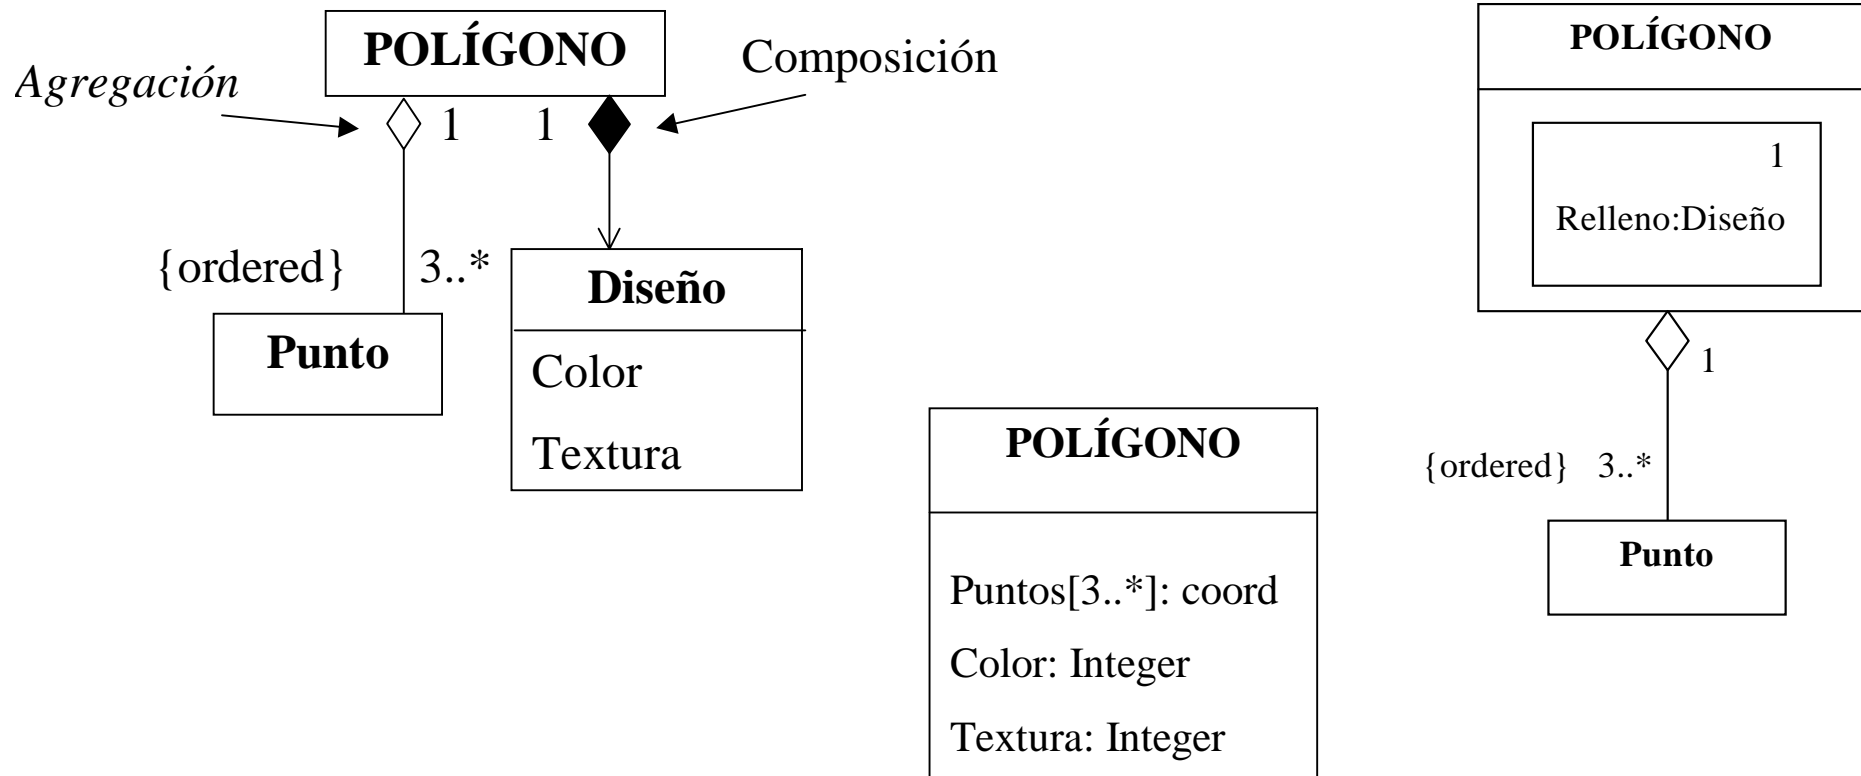 POLÍGONO
Agregación
Composición
1
1
{ordered}
3..*
Punto
Diseño
Color
Textura
POLÍGONO
Puntos[3..*]: coord
Color: Integer
Textura: Integer
POLÍGONO
1
Relleno:Diseño
1
{ordered} 3..*
Punto